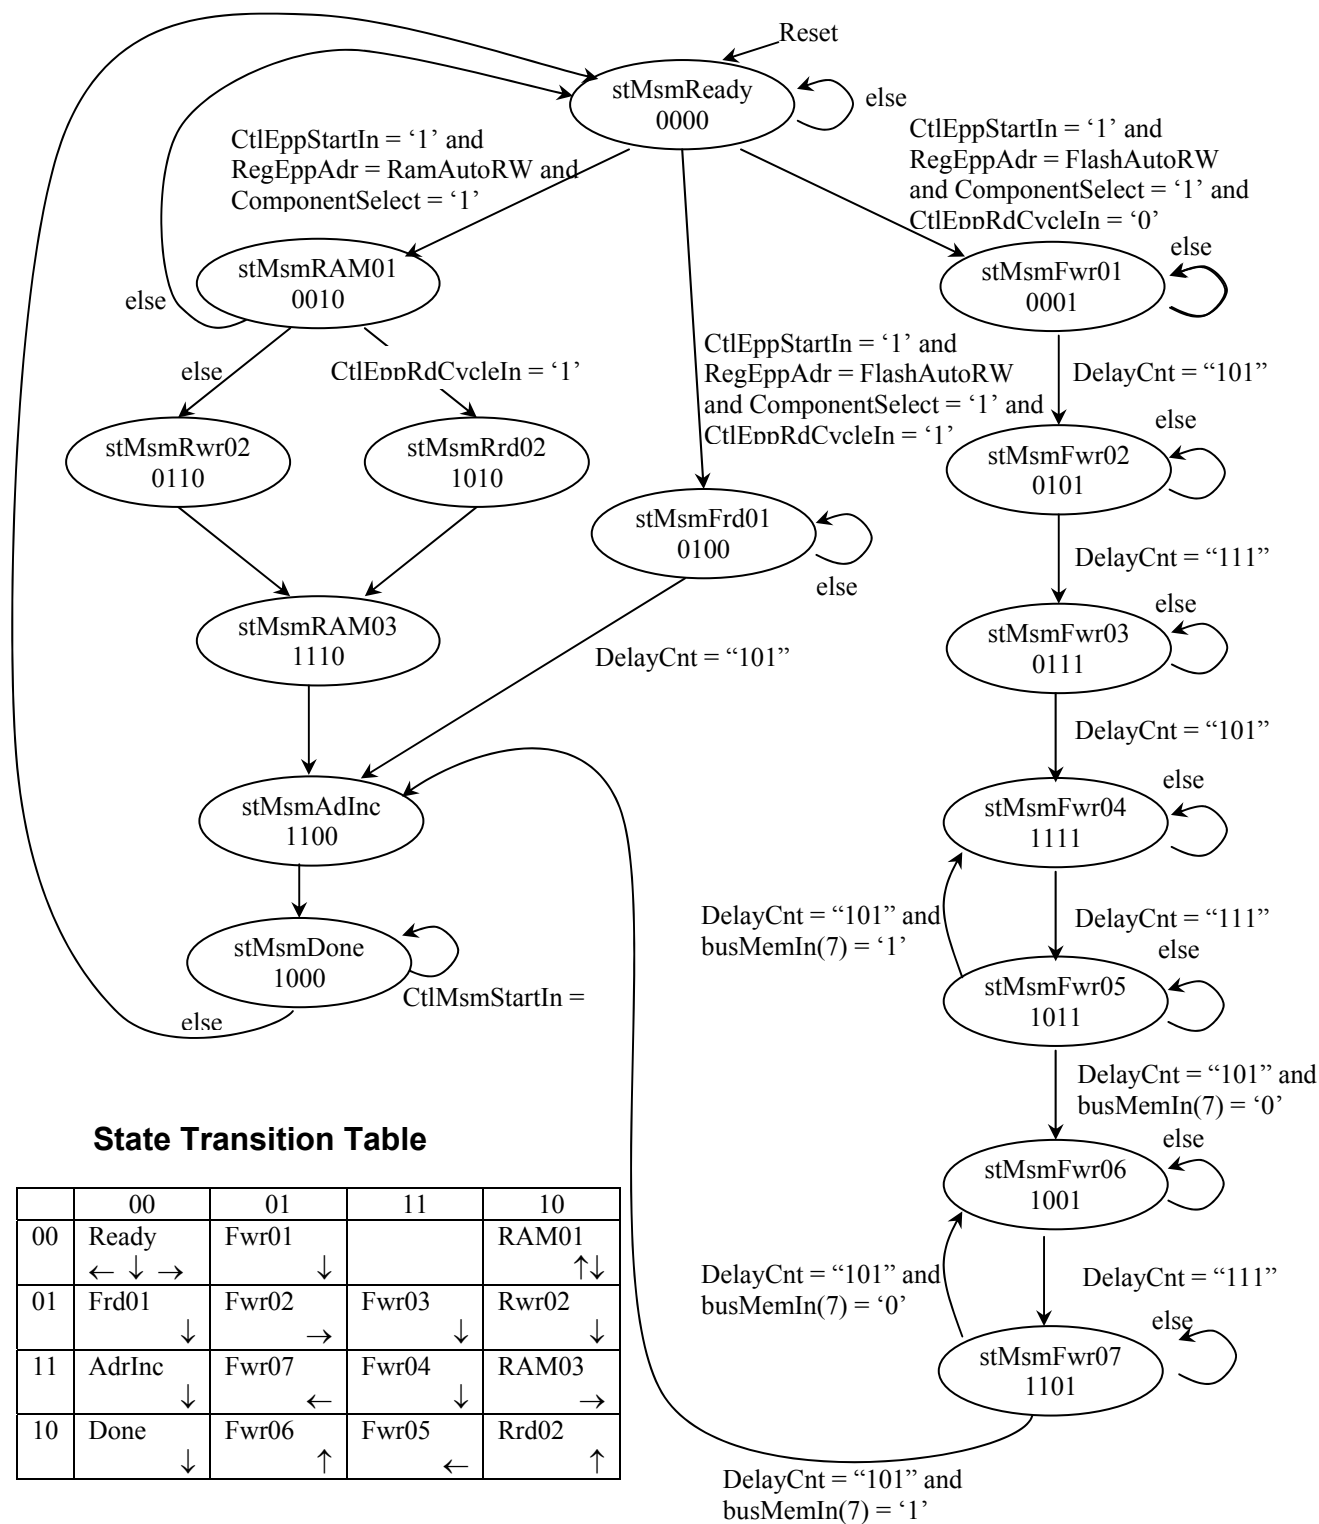 Reset
stMsmReady
0000
else
CtlEppStartIn = ‘1’ and
RegEppAdr = RamAutoRW and
ComponentSelect = ‘1’
CtlEppStartIn = ‘1’ and
RegEppAdr = FlashAutoRW
and ComponentSelect = ‘1’ and
CtlEppRdCycleIn = ‘0’
stMsmRAM01
0010
else
stMsmFwr01
0001
else
else
CtlEppRdCycleIn = ‘1’
CtlEppStartIn = ‘1’ and
RegEppAdr = FlashAutoRW
and ComponentSelect = ‘1’ and
CtlEppRdCycleIn = ‘1’
DelayCnt = “101”
stMsmRwr02
0110
stMsmRrd02
1010
stMsmFwr02
0101
else
stMsmFrd01
0100
else
DelayCnt = “111”
stMsmRAM03
1110
stMsmFwr03
0111
else
DelayCnt = “101”
DelayCnt = “101”
stMsmAdInc
1100
stMsmFwr04
1111
else
DelayCnt = “101” and
busMemIn(7) = ‘1’
DelayCnt = “111”
stMsmDone
1000
CtlMsmStartIn =
else
stMsmFwr05
1011
else
DelayCnt = “101” and
busMemIn(7) = ‘0’
stMsmFwr06
1001
else
DelayCnt = “101” and
busMemIn(7) = ‘0’
DelayCnt = “111”
stMsmFwr07
1101
else
DelayCnt = “101” and
busMemIn(7) = ‘1’
State Transition Table
00 01 11 10
00 Ready Fwr01 RAM01
← ↓ → ↓ ↑↓
01 Frd01 Fwr02 Fwr03 Rwr02
↓ → ↓ ↓
11 AdrInc Fwr07 Fwr04 RAM03
↓ ← ↓ →
10 Done Fwr06 Fwr05 Rrd02
↓ ↑ ← ↑